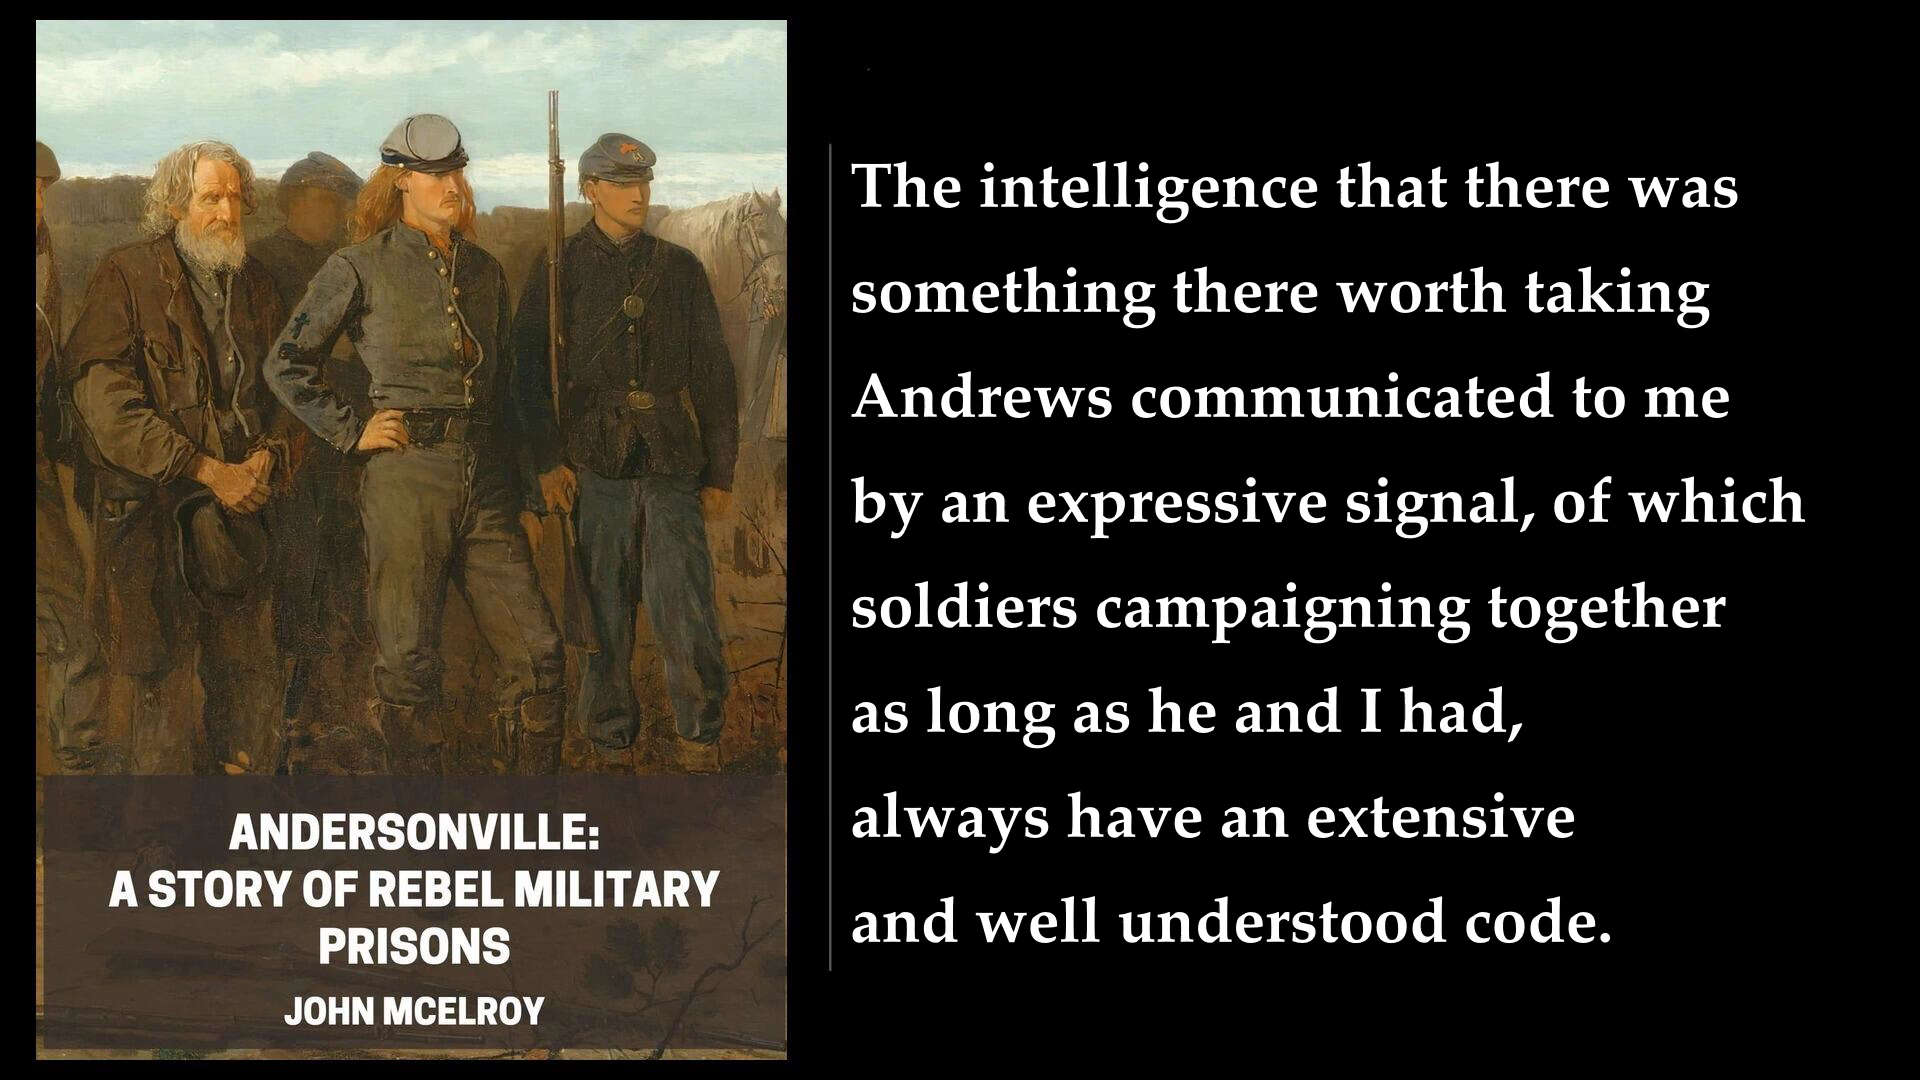 ANDERSONVILLE:
A STORY OF REBEL MILITARY
PRISONS
JOHN MCELROY
The intelligence that there was
something there worth taking
Andrews communicated to me
by an expressive signal, of which
soldiers campaigning together
as long as he and I had,
always have an extensive
and well understood code.